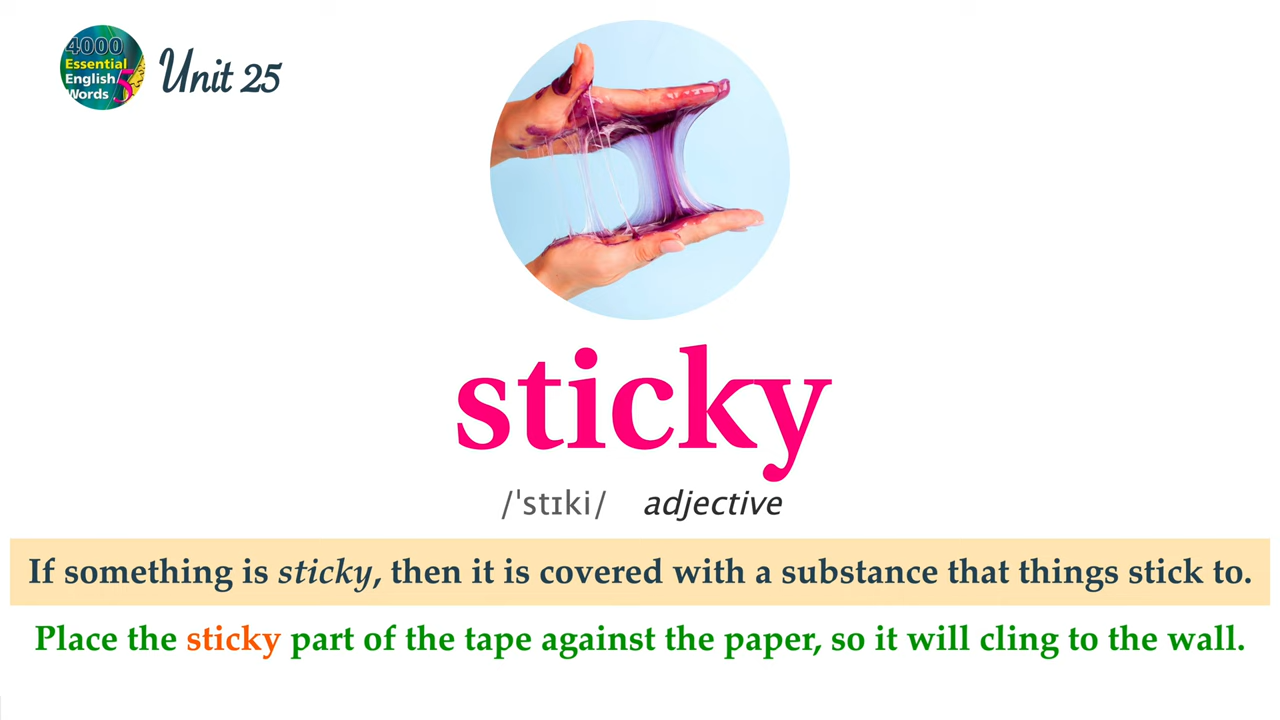 4000
Essential
English
Words 5
Unit 25
sticky
/ˈstɪki/ adjective
If something is sticky, then it is covered with a substance that things stick to.
Place the sticky part of the tape against the paper, so it will cling to the wall.